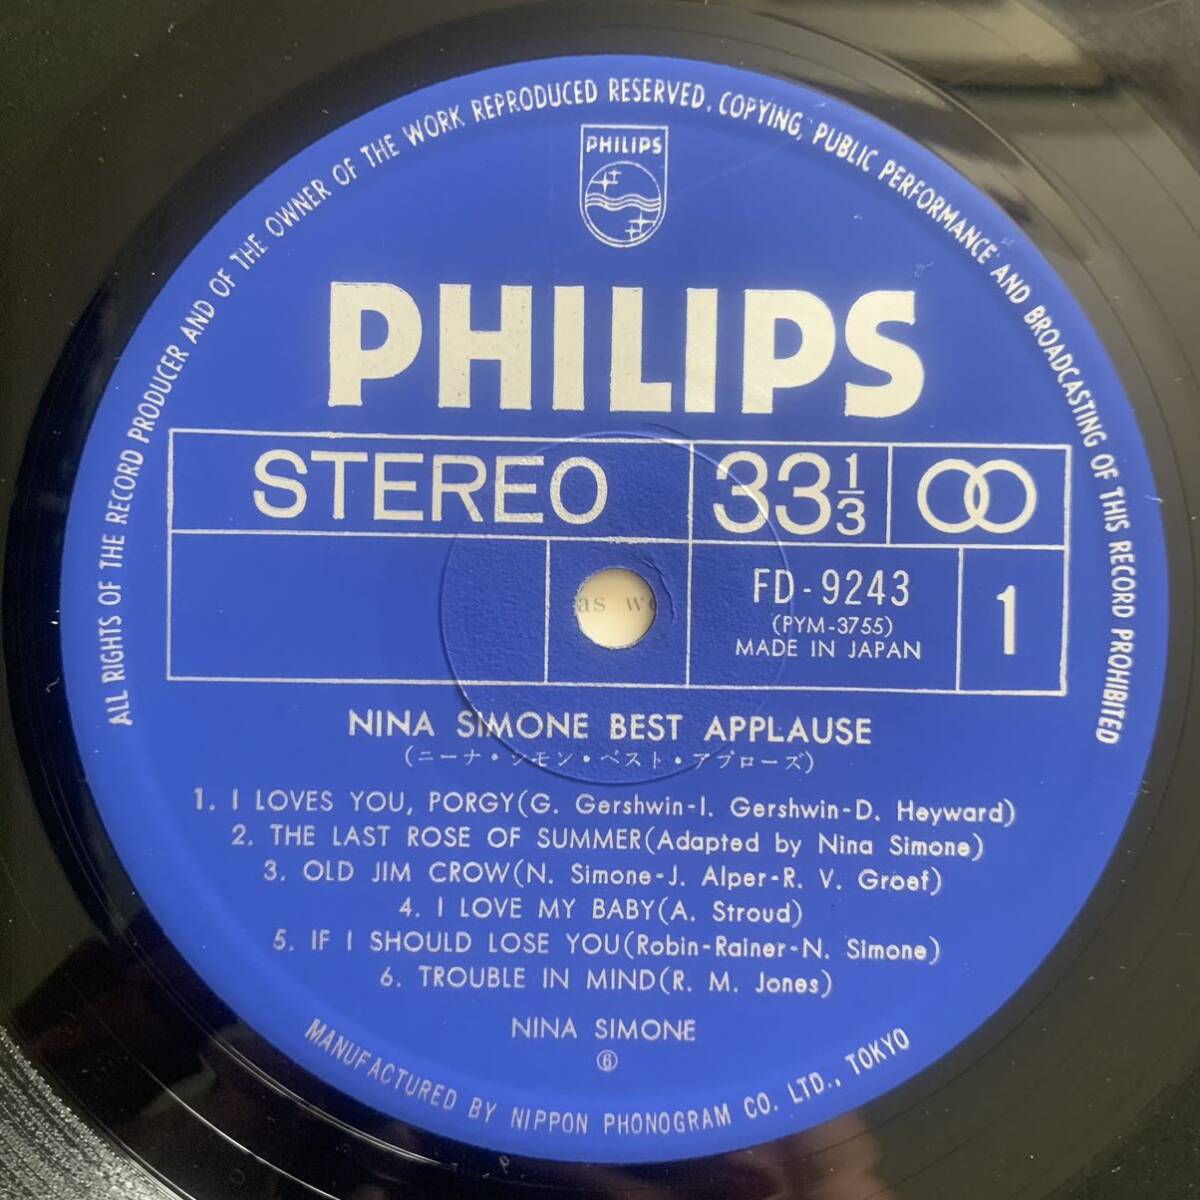 ALL RIGHTS OF THE RECORD PRODUCER AND OF THE OWNER OF THE WORK REPRODUCED RESERVED. COPYING, PUBLIC PERFORMANCE AND BROADCASTING OF THIS RECORD PROHIBITED
PHILIPS
PHILIPS
STEREO
33 1/3
FD-9243
(PYM-3755)
MADE IN JAPAN
1
as we
NINA SIMONE BEST APPLAUSE
(ニーナ・シモン・ベスト・アプローズ)
1. I LOVES YOU, PORGY(G. Gershwin-I. Gershwin-D. Heyward)
2. THE LAST ROSE OF SUMMER(Adapted by Nina Simone)
3. OLD JIM CROW(N. Simone-J. Alper-R. V. Groef)
4. I LOVE MY BABY(A. Stroud)
5. IF I SHOULD LOSE YOU(Robin-Rainer-N. Simone)
6. TROUBLE IN MIND(R. M. Jones)
NINA SIMONE
⑥
MANUFACTURED BY NIPPON PHONOGRAM CO. LTD., TOKYO